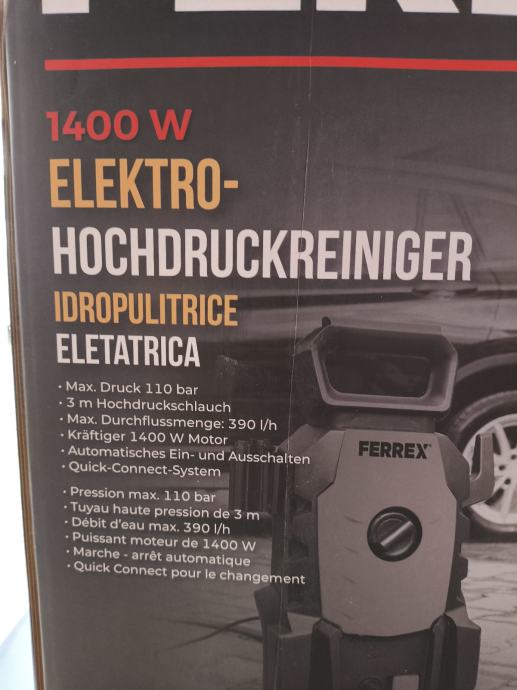 1400 W
ELEKTRO-
HOCHDRUCKREINIGER
IDROPULITRICE
ELETATRICA
• Max. Druck 110 bar
• 3 m Hochdruckschlauch
• Max. Durchflussmenge: 390 l/h
• Kräftiger 1400 W Motor
• Automatisches Ein- und Ausschalten
• Quick-Connect-System
• Pression max. 110 bar
• Tuyau haute pression de 3 m
• Débit d'eau max. 390 l/h
• Puissant moteur de 1400 W
• Marche - arrêt automatique
• Quick Connect pour le changement
FERREX